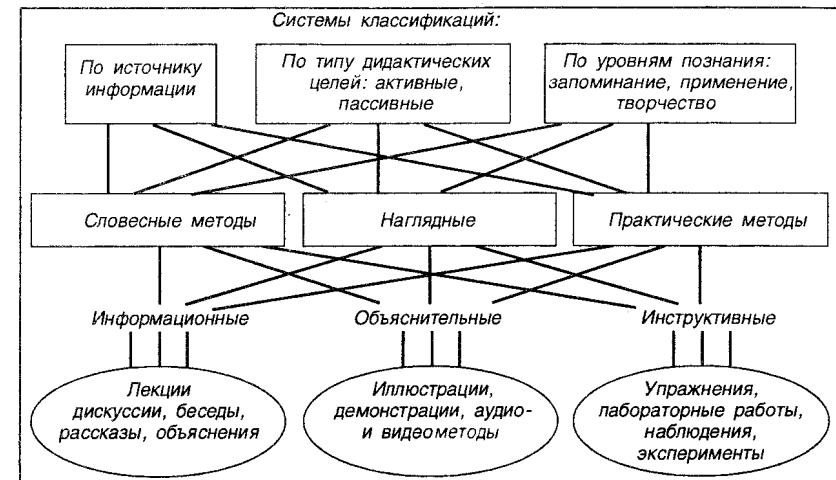 Системы классификаций:
По источнику
информации
По типу дидактических
целей: активные,
пассивные
По уровням познания:
запоминание, применение,
творчество
Словесные методы
Наглядные
Практические методы
Информационные
Объяснительные
Инструктивные
Лекции
дискуссии, беседы,
рассказы, объяснения
Иллюстрации,
демонстрации, аудио-
и видеометоды
Упражнения,
лабораторные работы,
наблюдения,
эксперименты